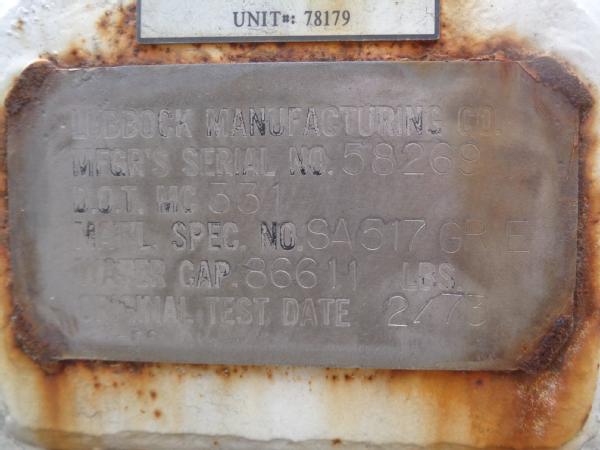 UNIT#: 78179
LUBBOCK MANUFACTURING CO.
MFGR'S SERIAL NO. 58269
D.O.T. MC 331
MAT'L. SPEC. NO. SA517 GR E
WATER CAP. 86611 LBS.
ORIGINAL TEST DATE 2/73